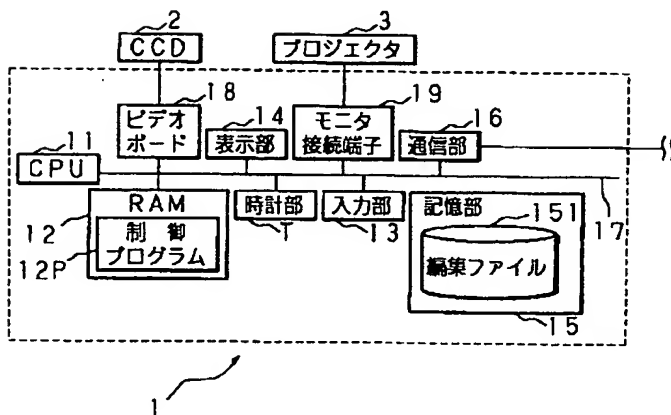 2
3
CCD
プロジェクタ
18
19
11
14
16
ビデオ
ボード
表示部
モニタ
接続端子
通信部
CPU
RAM
時計部
入力部
記憶部
17
12
制御
プログラム
T
13
151
編集ファイル
12P
15
1